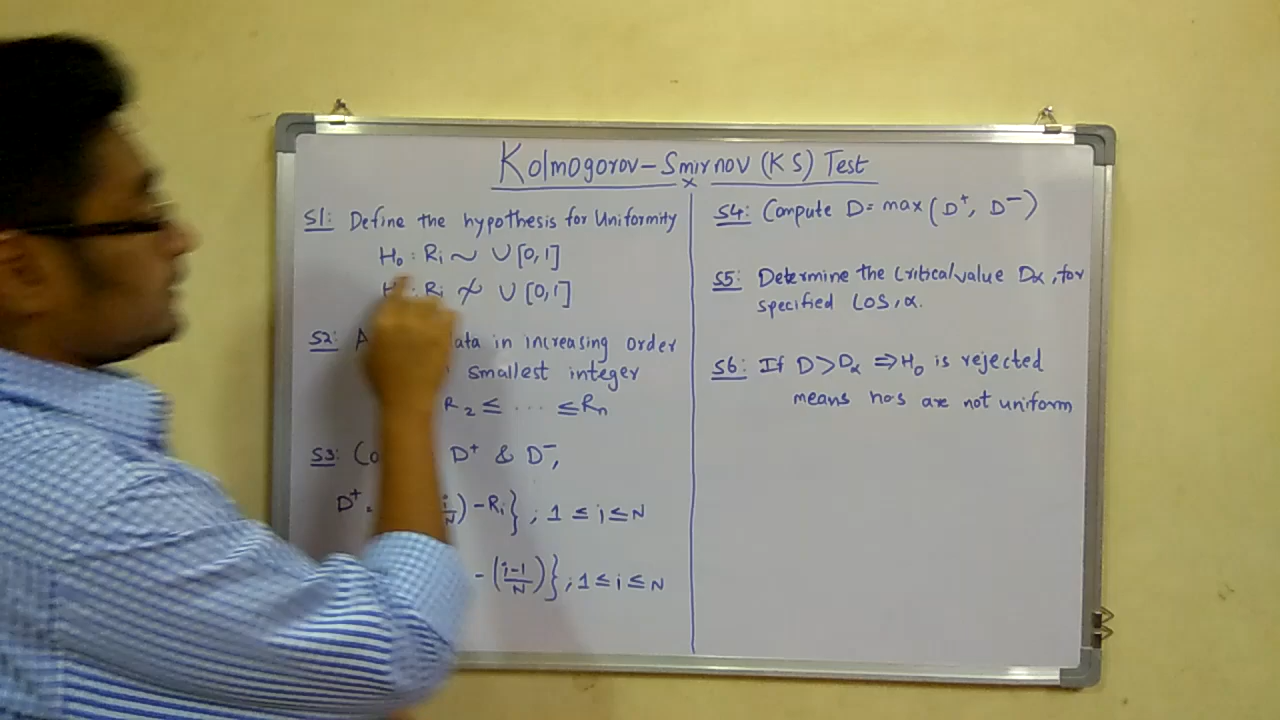 Kolmogorov-Smirnov (KS) Test
S1: Define the hypothesis for Uniformity
H₀: Rᵢ ~ U[0,1]
: Rᵢ ≁ U[0,1]
S2: in increasing order
smallest integer
R₂ ≤ ... ≤Rₙ
S3: D⁺ & D⁻,
D⁺ = i/N) -Rᵢ} ; 1 ≤ i ≤ N
- (i-1/N)} ; 1 ≤ i ≤ N
S4: Compute D= max (D⁺, D⁻)
S5: Determine the Critical value Dα, for
specified LOS, α.
S6: If D>Dα ⇒ H₀ is rejected
means nos are not uniform